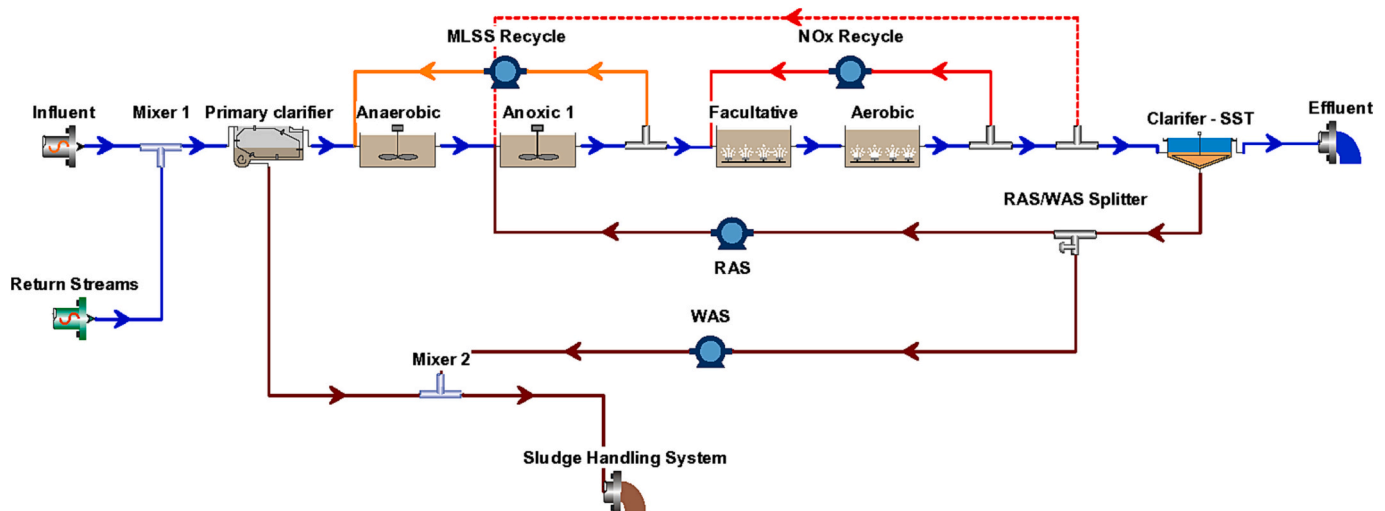 MLSS Recycle
NOx Recycle
Influent
Mixer 1
Primary clarifier
Anaerobic
Anoxic 1
Facultative
Aerobic
Clarifer - SST
Effluent
RAS/WAS Splitter
RAS
Return Streams
WAS
Mixer 2
Sludge Handling System